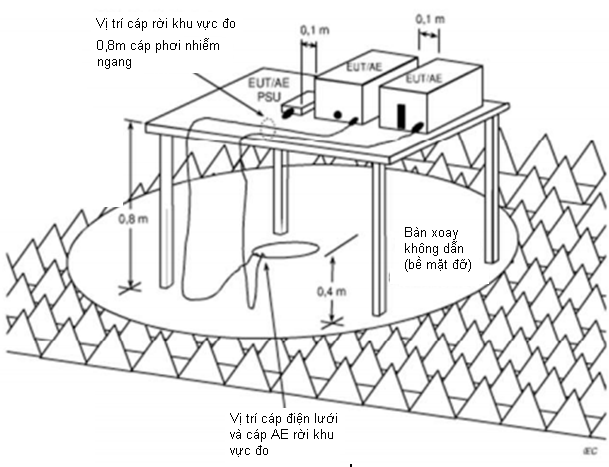 Vị trí cáp rời khu vực đo
0,8m cáp phơi nhiễm
ngang
0,1 m
0,1 m
EUT/AE
PSU
EUT/AE
EUT/AE
0,8 m
Bàn xoay
không dẫn
(bề mặt đỡ)
0,4 m
Vị trí cáp điện lưới
và cáp AE rời khu
vực đo
IEC